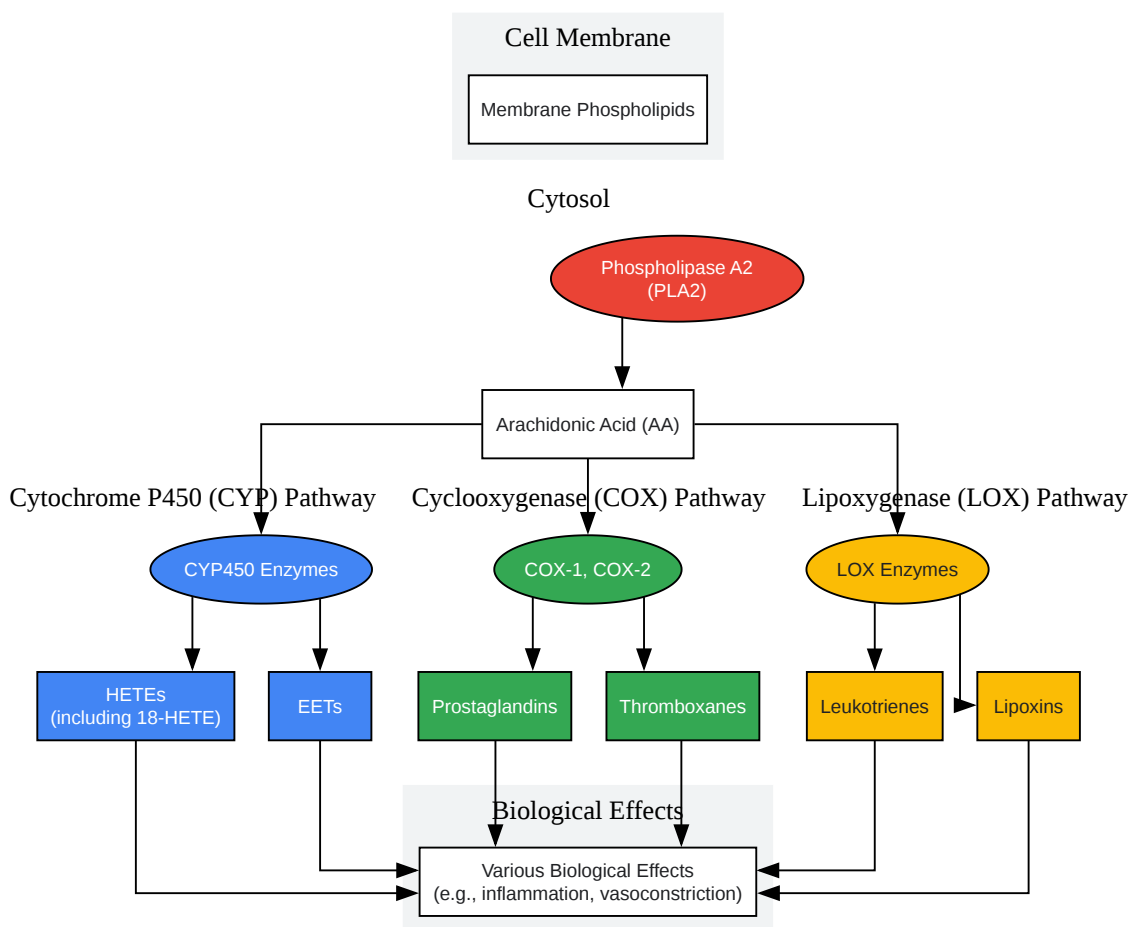 Cell Membrane
Membrane Phospholipids
Cytosol
Phospholipase A2
(PLA2)
Arachidonic Acid (AA)
Cytochrome P450 (CYP) Pathway
Cyclooxygenase (COX) Pathway
Lipoxygenase (LOX) Pathway
CYP450 Enzymes
COX-1, COX-2
LOX Enzymes
HETEs
(including 18-HETE)
EETs
Prostaglandins
Thromboxanes
Leukotrienes
Lipoxins
Biological Effects
Various Biological Effects
(e.g., inflammation, vasoconstriction)